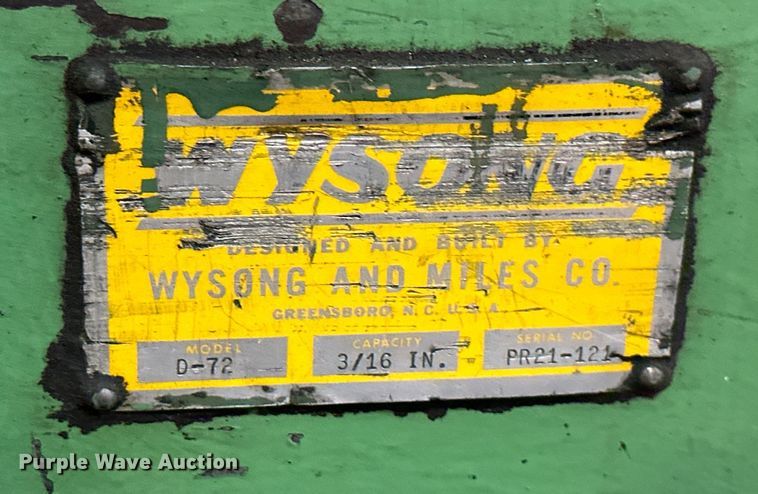 WYSONG
DESIGNED AND BUILT BY
WYSONG AND MILES CO.
GREENSBORO, N.C. U.S.A.
MODEL CAPACITY SERIAL NO
D-72 3/16 IN. PR21-121
Purple Wave Auction